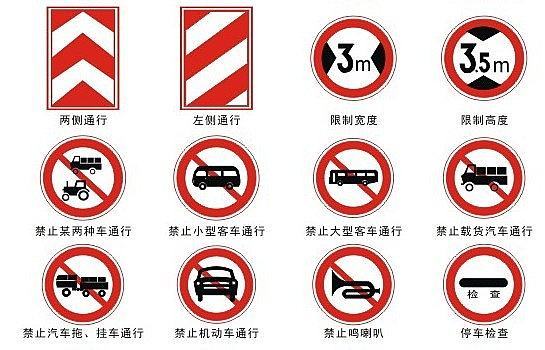 3m
3.5m
两侧通行
左侧通行
限制宽度
限制高度
禁止某两种车通行
禁止小型客车通行
禁止大型客车通行
禁止载货汽车通行
检 查
禁止汽车拖、挂车通行
禁止机动车通行
禁止鸣喇叭
停车检查